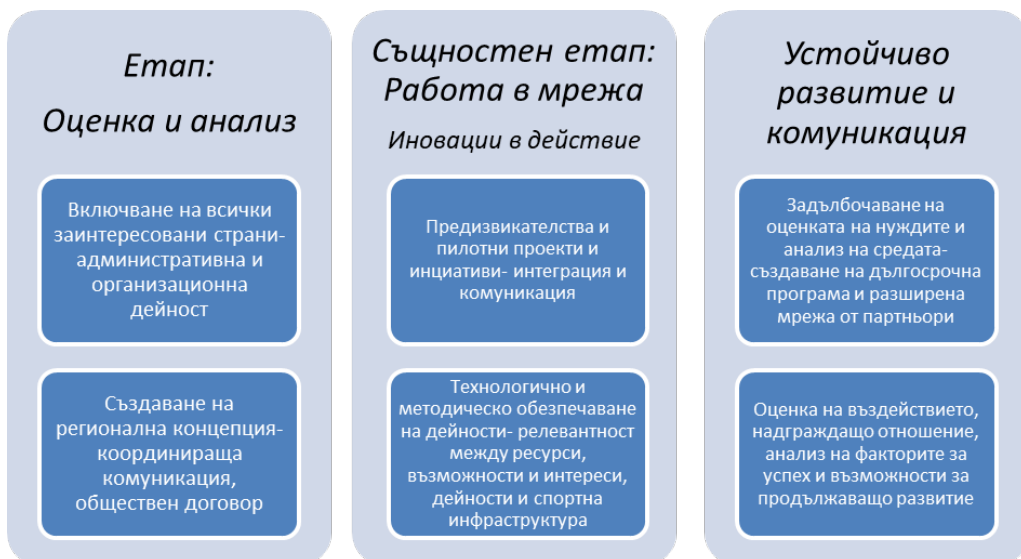 Етап:
Оценка и анализ
Включване на всички
заинтересовани страни-
административна и
организационна
дейност
Създаване на
регионална концепция-
координираща
комуникация,
обществен договор
Същностен етап:
Работа в мрежа
Иновации в действие
Предизвикателства и
пилотни проекти и
инциативи- интеграция и
комуникация
Технологично и
методическо обезпечаване
на дейности- релевантност
между ресурси,
възможности и интереси,
дейности и спортна
инфраструктура
Устойчиво
развитие и
комуникация
Задълбочаване на
оценката на нуждите и
анализ на средата-
създаване на дългосрочна
програма и разширена
мрежа от партньори
Оценка на въздействието,
надграждащо отношение,
анализ на факторите за
успех и възможности за
продължаващо развитие